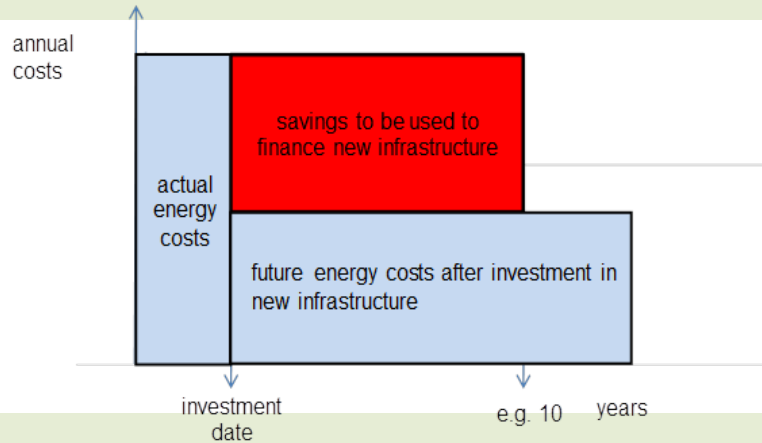 annual
costs
savings to be used to
finance new infrastructure
actual
energy
costs
future energy costs after investment in
new infrastructure
investment
date
e.g. 10
years